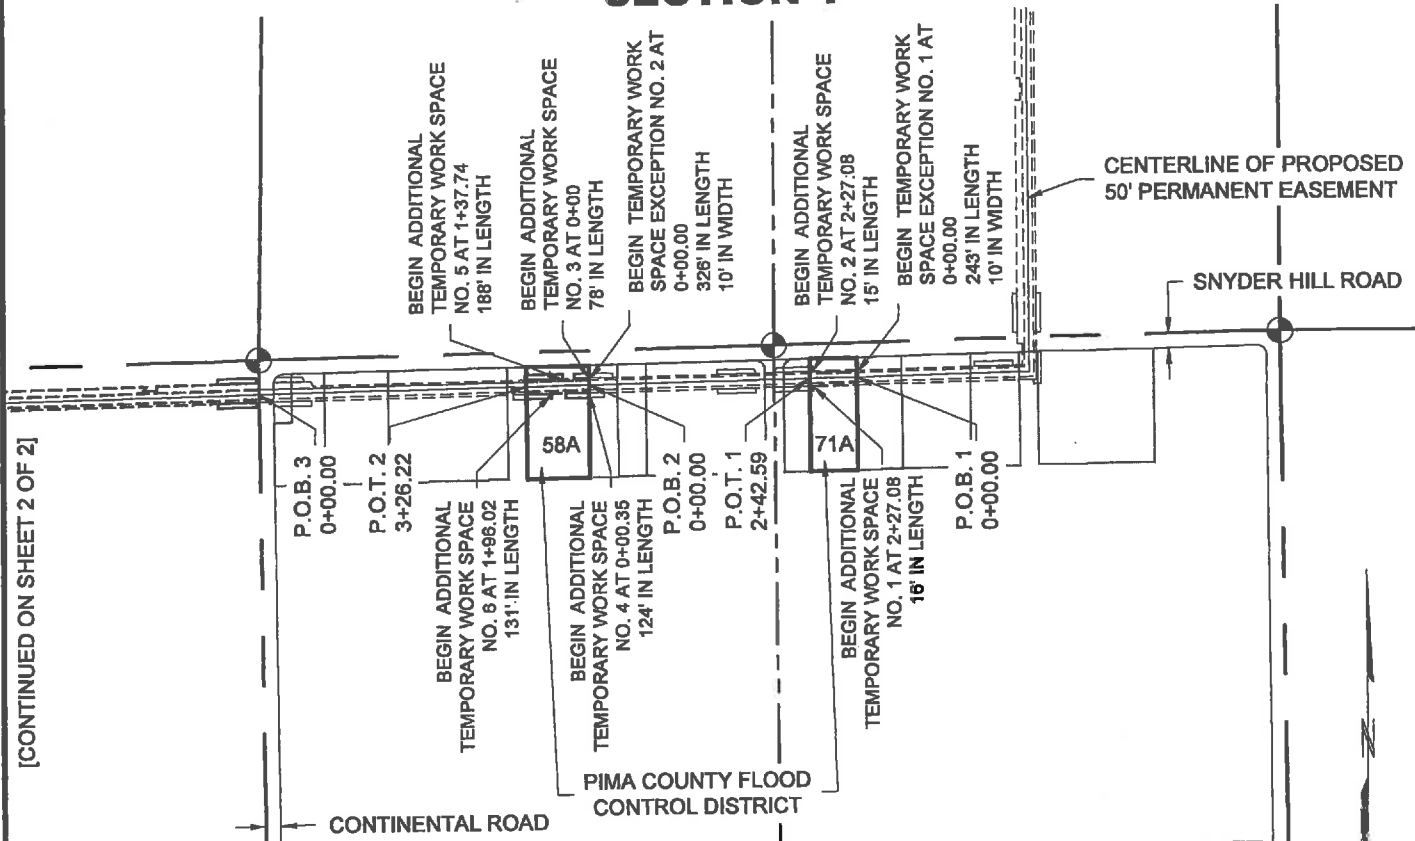 BEGIN ADDITIONAL
TEMPORARY WORK SPACE
NO. 5 AT 1+37.74
188' IN LENGTH
BEGIN ADDITIONAL
TEMPORARY WORK SPACE
NO. 3 AT 0+00
78' IN LENGTH
BEGIN TEMPORARY WORK
SPACE EXCEPTION NO. 2 AT
0+00.00
326' IN LENGTH
10' IN WIDTH
BEGIN ADDITIONAL
TEMPORARY WORK SPACE
NO. 2 AT 2+27.08
15' IN LENGTH
BEGIN TEMPORARY WORK
SPACE EXCEPTION NO. 1 AT
0+00.00
243' IN LENGTH
10' IN WIDTH
CENTERLINE OF PROPOSED
50' PERMANENT EASEMENT
SNYDER HILL ROAD
[CONTINUED ON SHEET 2 OF 2]
P.O.B. 3
0+00.00
P.O.T. 2
3+26.22
58A
P.O.B. 2
0+00.00
P.O.T. 1
2+42.59
71A
P.O.B. 1
0+00.00
BEGIN ADDITIONAL
TEMPORARY WORK SPACE
NO. 6 AT 1+96.02
131' IN LENGTH
BEGIN ADDITIONAL
TEMPORARY WORK SPACE
NO. 4 AT 0+00.35
124' IN LENGTH
BEGIN ADDITIONAL
TEMPORARY WORK SPACE
NO. 1 AT 2+27.08
16' IN LENGTH
PIMA COUNTY FLOOD
CONTROL DISTRICT
CONTINENTAL ROAD
N